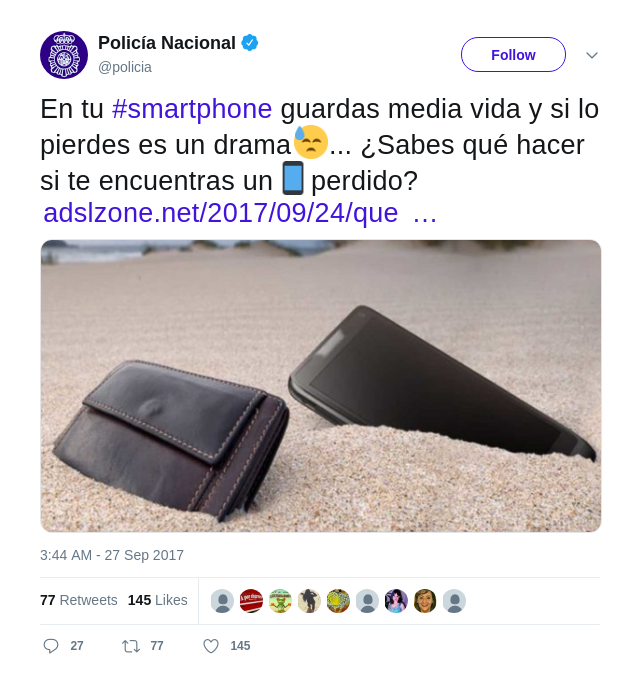 Policía Nacional
@policia
Follow
En tu #smartphone guardas media vida y si lo
pierdes es un drama😓... ¿Sabes qué hacer
si te encuentras un 📱 perdido?
adslzone.net/2017/09/24/que …
3:44 AM - 27 Sep 2017
77 Retweets 145 Likes
27 77 145